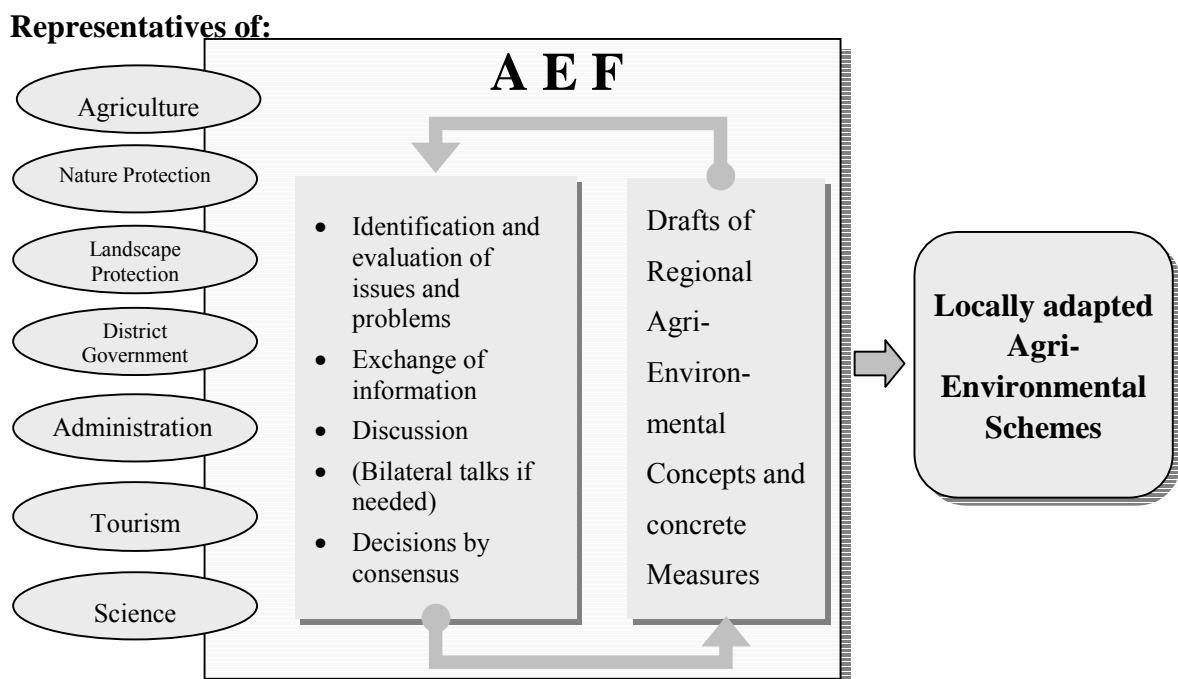 Representatives of:
A E F
Agriculture
Nature Protection
Landscape
Protection
District
Government
Administration
Tourism
Science
• Identification and
evaluation of
issues and
problems
• Exchange of
information
• Discussion
• (Bilateral talks if
needed)
• Decisions by
consensus
Drafts of
Regional
Agri-
Environ-
mental
Concepts and
concrete
Measures
Locally adapted
Agri-
Environmental
Schemes